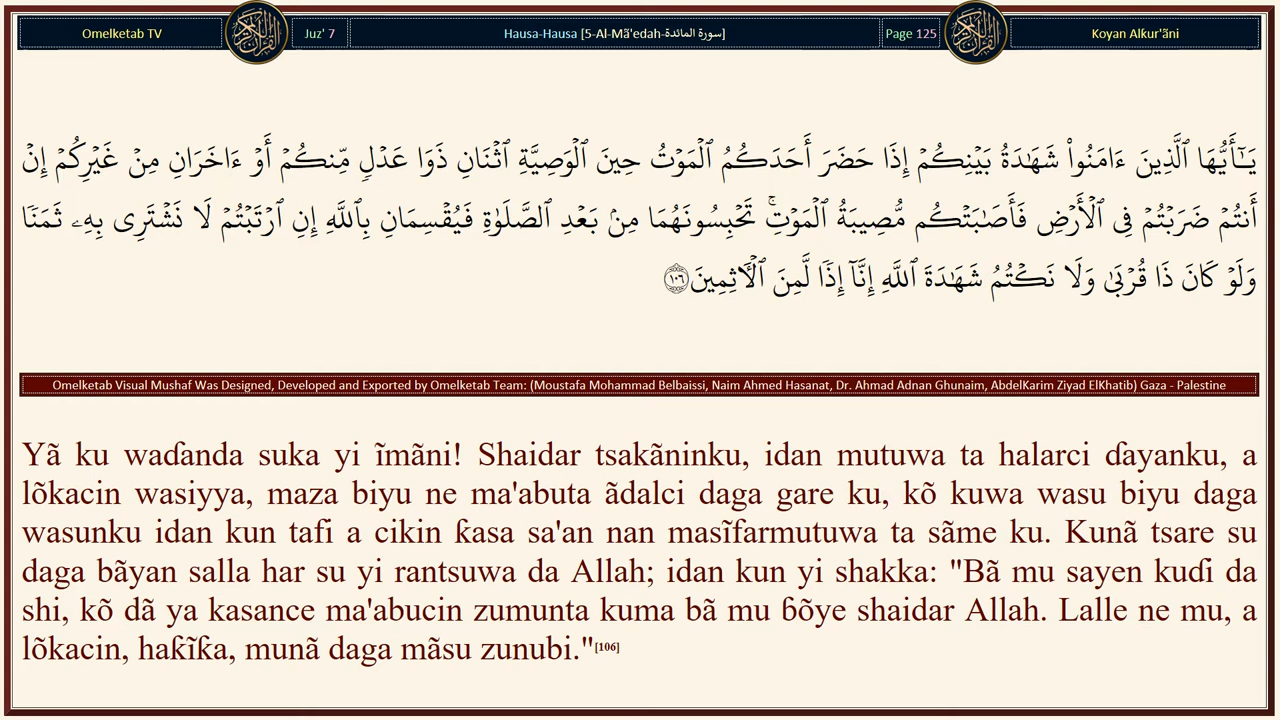 Omelketab TV
Juz' 7
Hausa-Hausa [5-Al-Mã'edah-سورة المائدة]
Page 125
Koyan Alƙur'ãni
يَـٰٓأَيُّهَا ٱلَّذِينَ ءَامَنُوا۟ شَهَـٰدَةُ بَيْنِكُمْ إِذَا حَضَرَ أَحَدَكُمُ ٱلْمَوْتُ حِينَ ٱلْوَصِيَّةِ ٱثْنَانِ ذَوَا عَدْلٍ مِّنكُمْ أَوْ ءَاخَرَانِ مِنْ غَيْرِكُمْ إِنْ
أَنتُمْ ضَرَبْتُمْ فِى ٱلْأَرْضِ فَأَصَـٰبَتْكُم مُّصِيبَةُ ٱلْمَوْتِ ۚ تَحْبِسُونَهُمَا مِنۢ بَعْدِ ٱلصَّلَوٰةِ فَيُقْسِمَانِ بِٱللَّهِ إِنِ ٱرْتَبْتُمْ لَا نَشْتَرِى بِهِۦ ثَمَنًا
وَلَوْ كَانَ ذَا قُرْبَىٰ وَلَا نَكْتُمُ شَهَـٰدَةَ ٱللَّهِ إِنَّآ إِذًا لَّمِنَ ٱلْـَٔاثِمِينَ ١٠٦
Omelketab Visual Mushaf Was Designed, Developed and Exported by Omelketab Team: (Moustafa Mohammad Belbaissi, Naim Ahmed Hasanat, Dr. Ahmad Adnan Ghunaim, AbdelKarim Ziyad ElKhatib) Gaza - Palestine
Yã ku waɗanda suka yi ĩmãni! Shaidar tsakãninku, idan mutuwa ta halarci ɗayanku, a
lõkacin wasiyya, maza biyu ne ma'abuta ãdalci daga gare ku, kõ kuwa wasu biyu daga
wasunku idan kun tafi a cikin ƙasa sa'an nan masĩfarmutuwa ta sãme ku. Kunã tsare su
daga bãyan salla har su yi rantsuwa da Allah; idan kun yi shakka: "Bã mu sayen kuɗi da
shi, kõ dã ya kasance ma'abucin zumunta kuma bã mu ɓõye shaidar Allah. Lalle ne mu, a
lõkacin, haƙĩƙa, munã daga mãsu zunubi."[106]